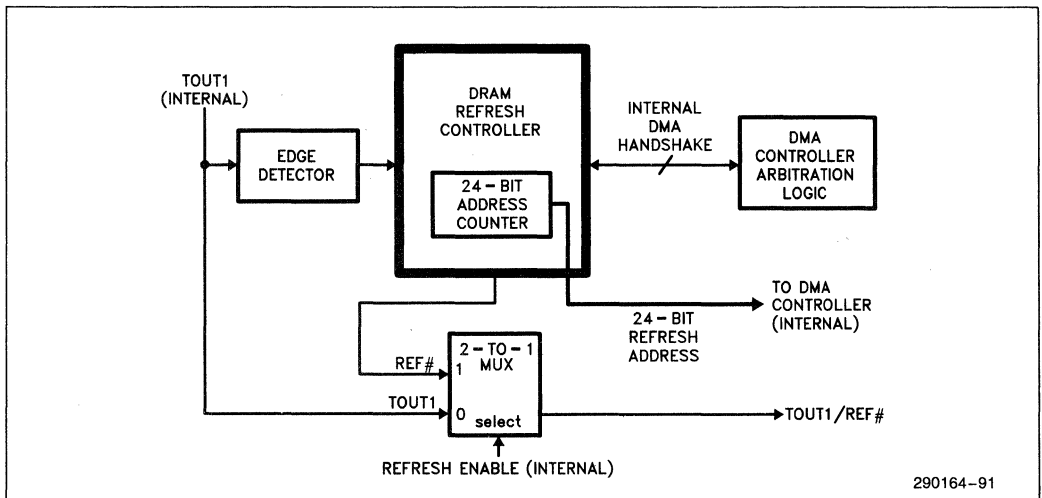 TOUT1
(INTERNAL)
EDGE
DETECTOR
DRAM
REFRESH
CONTROLLER
24-BIT
ADDRESS
COUNTER
INTERNAL
DMA
HANDSHAKE
DMA
CONTROLLER
ARBITRATION
LOGIC
24-BIT
REFRESH
ADDRESS
TO DMA
CONTROLLER
(INTERNAL)
2-TO-1
MUX
REF#
1
TOUT1
0
select
TOUT1/REF#
REFRESH ENABLE (INTERNAL)
290164-91